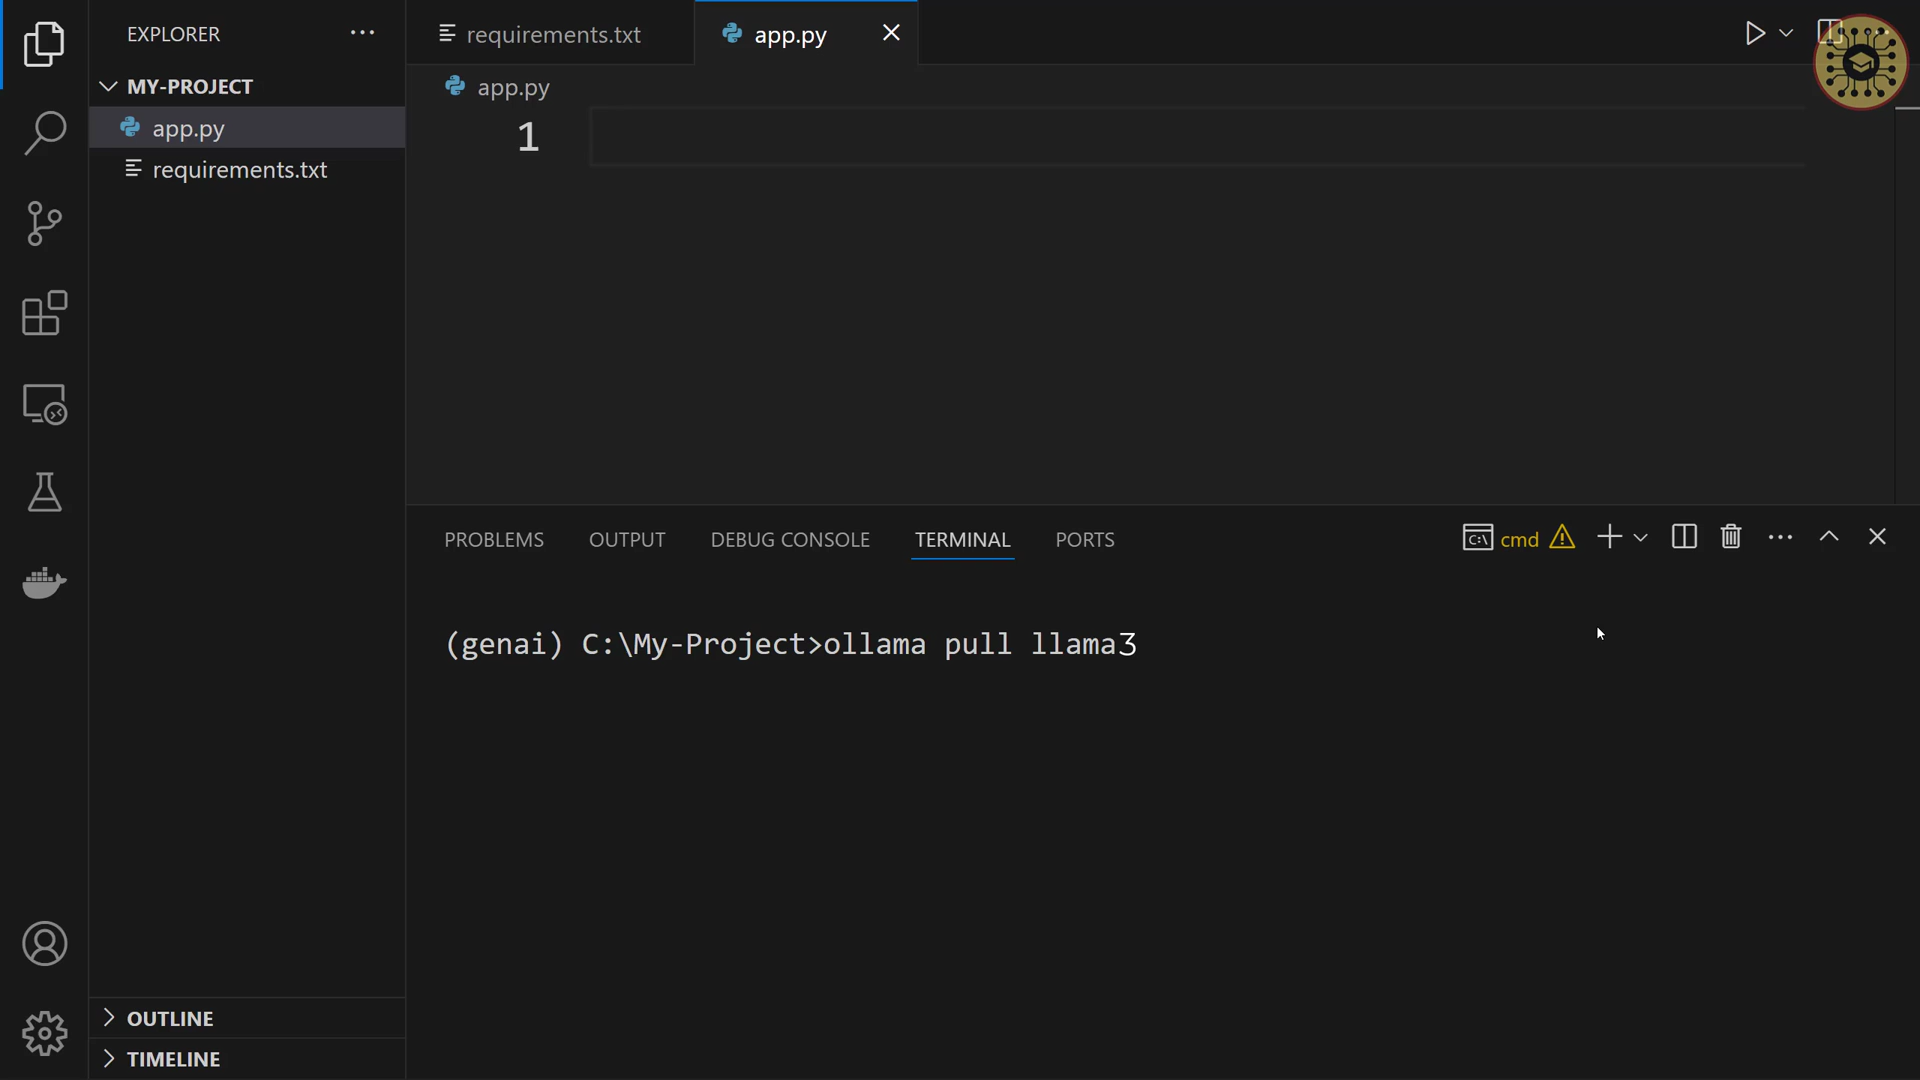 EXPLORER
MY-PROJECT
app.py
requirements.txt
OUTLINE
TIMELINE
requirements.txt
app.py
app.py
1
PROBLEMS OUTPUT DEBUG CONSOLE TERMINAL PORTS
cmd
(genai) C:\My-Project>ollama pull llama3